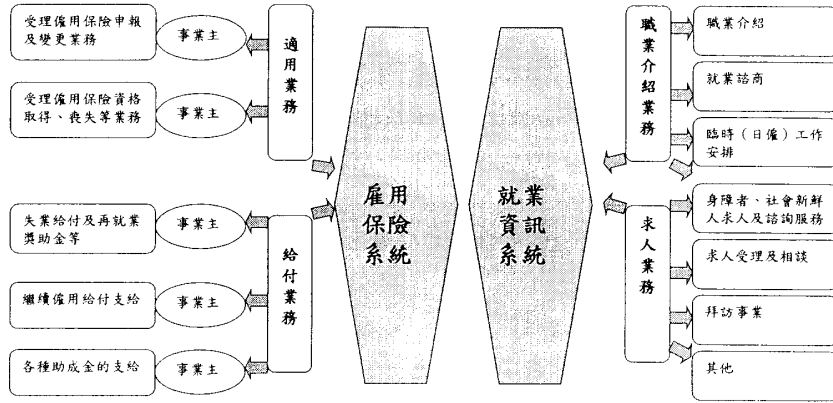 受理僱用保險申報
及變更業務
事業主
受理僱用保險資格
取得、喪失等業務
事業主
適用業務
失業給付及再就業
獎助金等
事業主
繼續僱用給付支給
事業主
各種助成金的支給
事業主
給付業務
雇用
保險
系統
就業
資訊
系統
職業介紹業務
職業介紹
就業諮商
臨時（日僱）工作
安排
求人業務
身障者、社會新鮮
人求人及諮詢服務
求人受理及相談
拜訪事業
其他